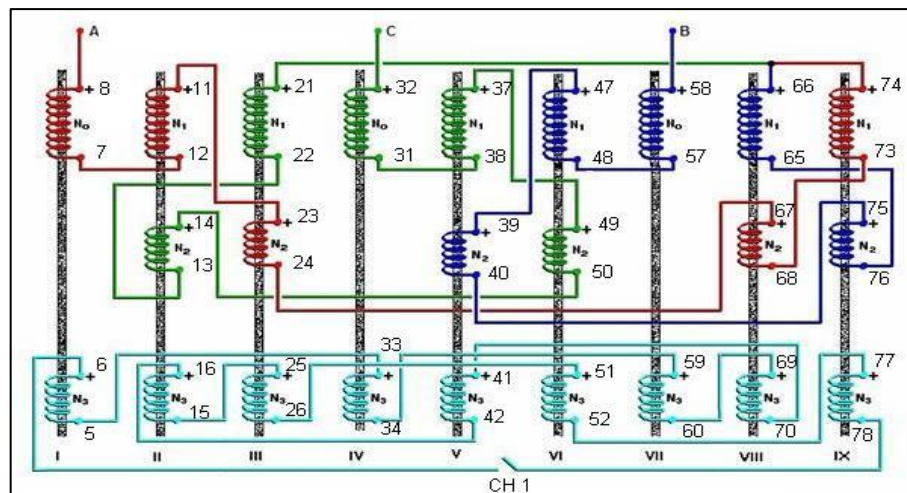 A C B
8 11 21 32 37 47 58 66 74
+ + + + + + + + +
N₀ N₁ N₁ N₀ N₁ N₁ N₀ N₁ N₁
7 12 22 31 38 48 57 65 73
14 23 39 49 67 75
+ + + + + +
N₂ N₂ N₂ N₂ N₂ N₂
13 24 40 50 68 76
6 16 25 33 41 51 59 69 77
+ + + + + + + + +
N₃ N₃ N₃ N₃ N₃ N₃ N₃ N₃ N₃
5 15 26 34 42 52 60 70 78
I II III IV V VI VII VIII IX
CH 1